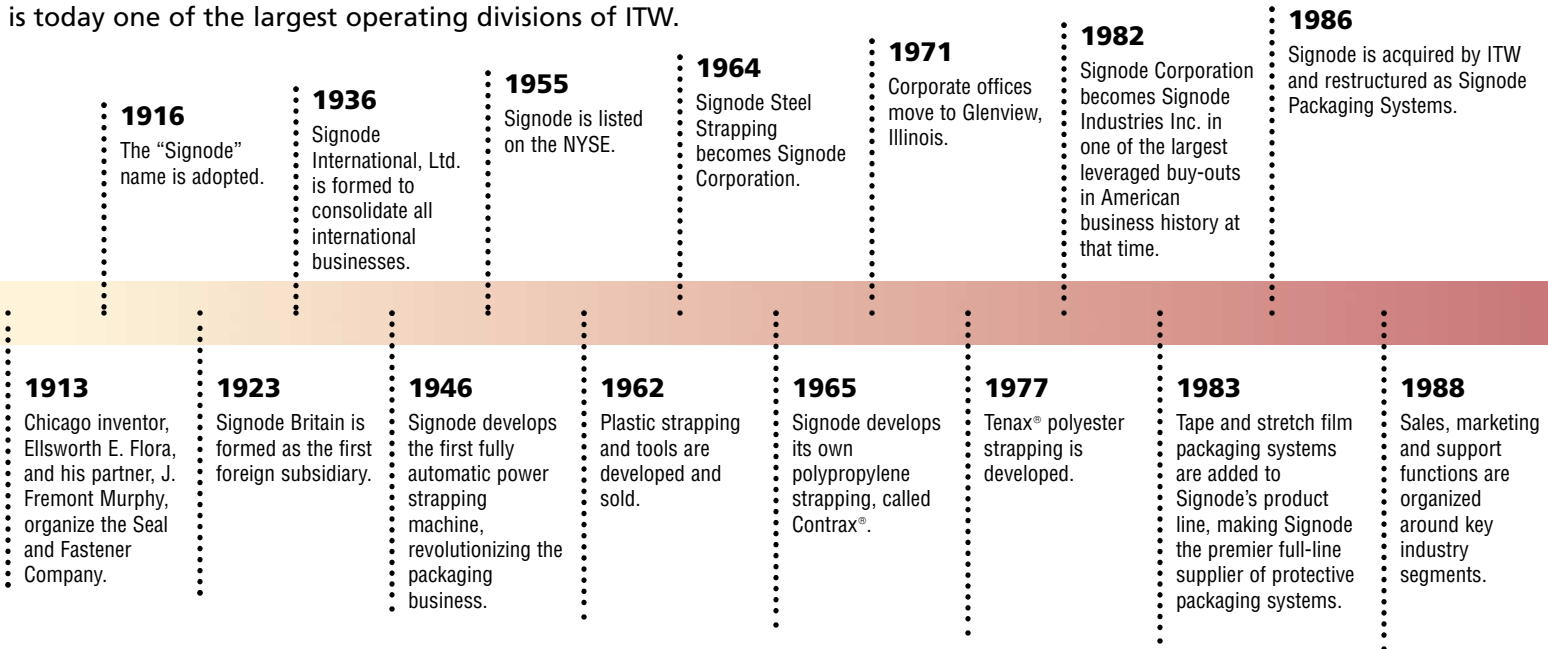 is today one of the largest operating divisions of ITW.
1916
The “Signode”
name is adopted.
1936
Signode
International, Ltd.
is formed to
consolidate all
international
businesses.
1955
Signode is listed
on the NYSE.
1964
Signode Steel
Strapping
becomes Signode
Corporation.
1971
Corporate offices
move to Glenview,
Illinois.
1982
Signode Corporation
becomes Signode
Industries Inc. in
one of the largest
leveraged buy-outs
in American
business history at
that time.
1986
Signode is acquired by ITW
and restructured as Signode
Packaging Systems.
1913
Chicago inventor,
Ellsworth E. Flora,
and his partner, J.
Fremont Murphy,
organize the Seal
and Fastener
Company.
1923
Signode Britain is
formed as the first
foreign subsidiary.
1946
Signode develops
the first fully
automatic power
strapping
machine,
revolutionizing the
packaging
business.
1962
Plastic strapping
and tools are
developed and
sold.
1965
Signode develops
its own
polypropylene
strapping, called
Contrax®.
1977
Tenax® polyester
strapping is
developed.
1983
Tape and stretch film
packaging systems
are added to
Signode’s product
line, making Signode
the premier full-line
supplier of protective
packaging systems.
1988
Sales, marketing
and support
functions are
organized
around key
industry
segments.